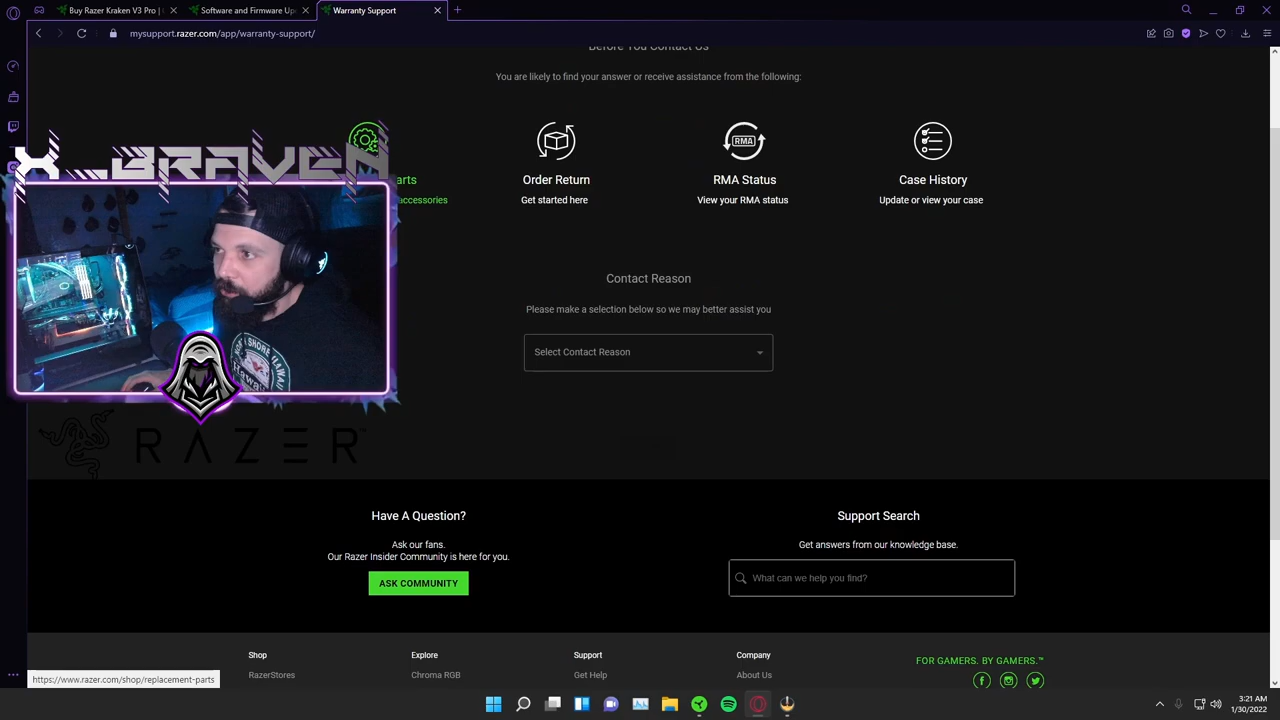 Buy Razer Kraken V3 Pro |
Software and Firmware Up
Warranty Support
mysupport.razer.com/app/warranty-support/
Before You Contact Us
You are likely to find your answer or receive assistance from the following:
arts
accessories
Order Return
Get started here
RMA
RMA Status
View your RMA status
Case History
Update or view your case
X_BRAVEN
Contact Reason
Please make a selection below so we may better assist you
Select Contact Reason
NORTH SHORE HAWAII
RAZER
Have A Question?
Ask our fans.
Our Razer Insider Community is here for you.
ASK COMMUNITY
Support Search
Get answers from our knowledge base.
What can we help you find?
Shop
RazerStores
Explore
Chroma RGB
Support
Get Help
Company
About Us
FOR GAMERS. BY GAMERS.™
https://www.razer.com/shop/replacement-parts
3:21 AM
1/30/2022